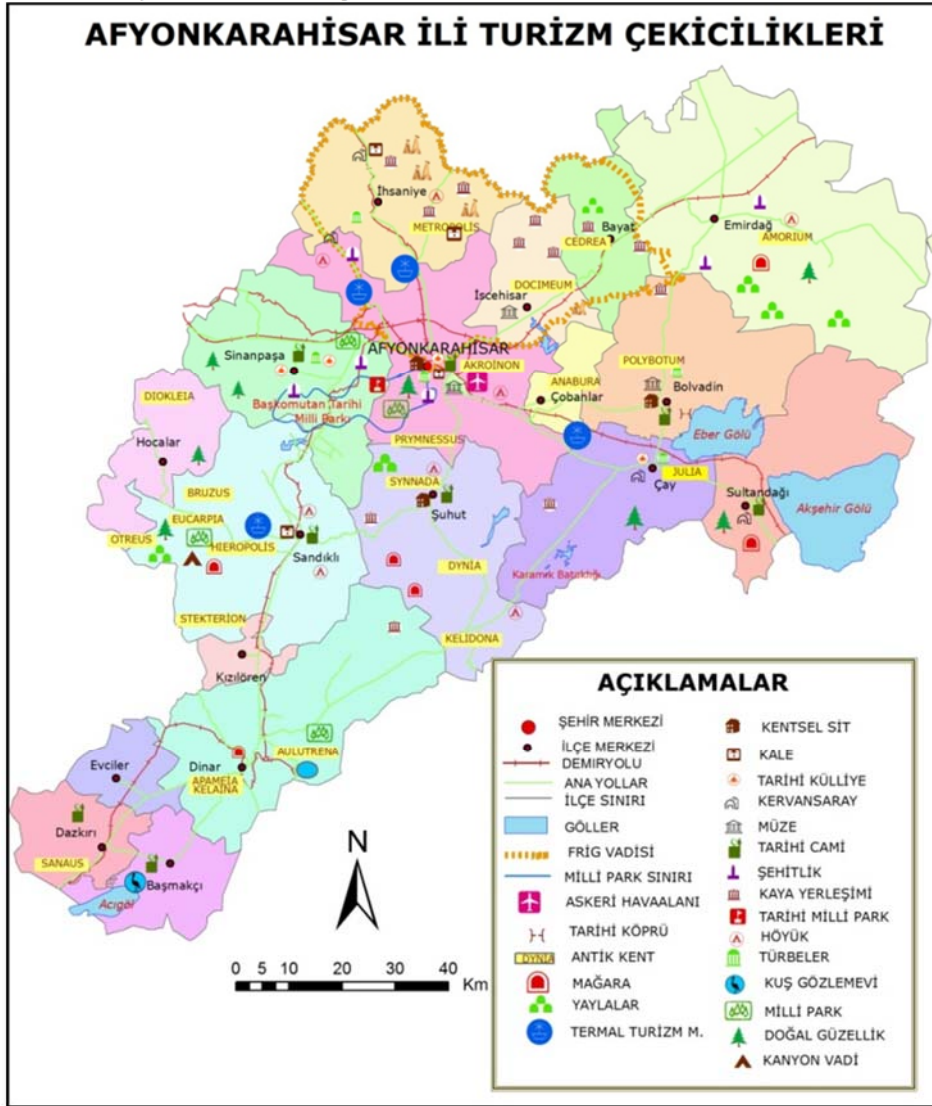 AFYONKARAHİSAR İLİ TURİZM ÇEKİCİLİKLERİ
İhsaniye
METROPOLİS
Bayat
CEDREA
Emirdağ
AMORIUM
DOCIMEUM
İscehisar
Sinanpaşa
AFYONKARAHİSAR
AKROİNON
POLYBOTUM
Bolvadin
ANABURA
Çobanlar
DIOKLEIA
Başkomutan Tarihi
Milli Parkı
Hocalar
PRYMNESSUS
Eber Gölü
JULIA
SYNNADA
Çay
Sultandağı
Akşehir Gölü
BRUZUS
Şuhut
EUCARPIA
OTREUS
HIEROPOLİS
Sandıklı
DYNİA
Karamık Batıklığı
STEKTERİON
KELIDONA
Kızılören
Evciler
Dinar
AULUTRENA
APAMEİA
KELAİNA
Dazkırı
SANAUS
Başmakçı
Acıgöl
N
0 5 10 20 30 40
Km
AÇIKLAMALAR
ŞEHİR MERKEZİ
İLÇE MERKEZİ
DEMİRYOLU
ANA YOLLAR
İLÇE SINIRI
GÖLLER
FRİG VADİSİ
MİLLİ PARK SINIRI
ASKERİ HAVAALANI
TARİHİ KÖPRÜ
DYNİA ANTİK KENT
MAĞARA
YAYLALAR
TERMAL TURİZM M.
KENTSEL SİT
KALE
TARİHİ KÜLLİYE
KERVANSARAY
MÜZE
TARİHİ CAMİ
ŞEHİTLİK
KAYA YERLEŞİMİ
TARİHİ MİLLİ PARK
HÖYÜK
TÜRBELER
KUŞ GÖZLEMEVİ
MİLLİ PARK
DOĞAL GÜZELLİK
KANYON VADİ